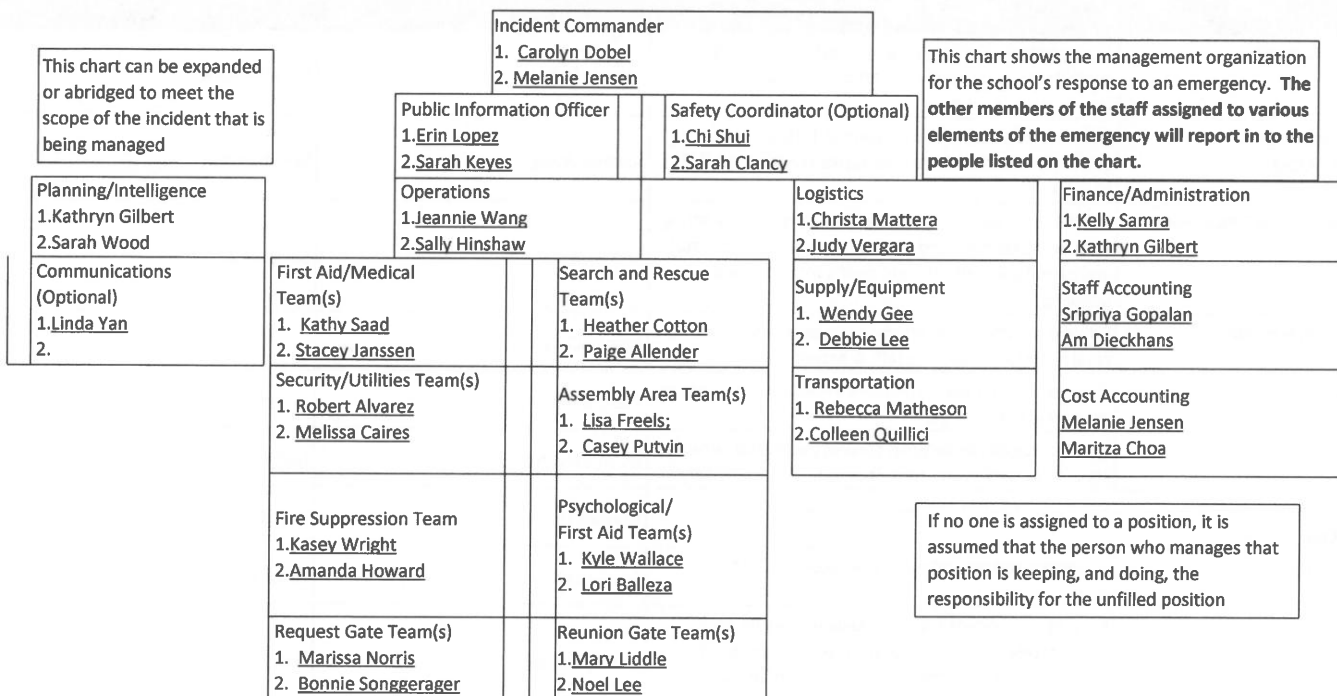 Incident Commander
1. Carolyn Dobel
2. Melanie Jensen
This chart can be expanded
or abridged to meet the
scope of the incident that is
being managed
This chart shows the management organization
for the school's response to an emergency. The
other members of the staff assigned to various
elements of the emergency will report in to the
people listed on the chart.
Public Information Officer
1.Erin Lopez
2.Sarah Keyes
Safety Coordinator (Optional)
1.Chi Shui
2.Sarah Clancy
Planning/Intelligence
1.Kathryn Gilbert
2.Sarah Wood
Operations
1.Jeannie Wang
2.Sally Hinshaw
Logistics
1.Christa Mattera
2.Judy Vergara
Finance/Administration
1.Kelly Samra
2.Kathryn Gilbert
Communications
(Optional)
1.Linda Yan
2.
First Aid/Medical
Team(s)
1. Kathy Saad
2. Stacey Janssen
Search and Rescue
Team(s)
1. Heather Cotton
2. Paige Allender
Supply/Equipment
1. Wendy Gee
2. Debbie Lee
Staff Accounting
Sripriya Gopalan
Am Dieckhans
Security/Utilities Team(s)
1. Robert Alvarez
2. Melissa Caires
Assembly Area Team(s)
1. Lisa Freels;
2. Casey Putvin
Transportation
1. Rebecca Matheson
2.Colleen Quillici
Cost Accounting
Melanie Jensen
Maritza Choa
Fire Suppression Team
1.Kasey Wright
2.Amanda Howard
Psychological/
First Aid Team(s)
1. Kyle Wallace
2. Lori Balleza
If no one is assigned to a position, it is
assumed that the person who manages that
position is keeping, and doing, the
responsibility for the unfilled position
Request Gate Team(s)
1. Marissa Norris
2. Bonnie Songgerager
Reunion Gate Team(s)
1.Mary Liddle
2.Noel Lee